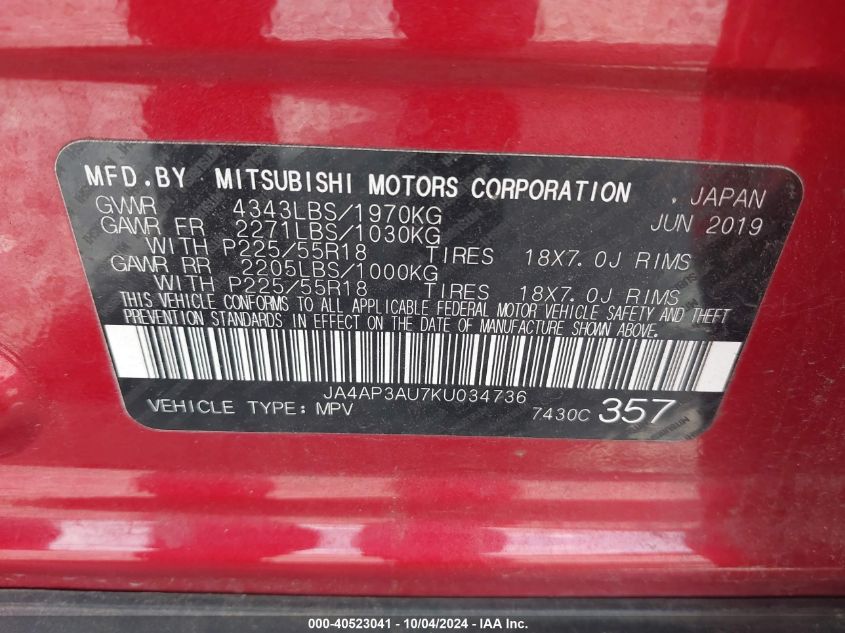 MFD.BY MITSUBISHI MOTORS CORPORATION , JAPAN
GVWR 4343LBS/1970KG JUN 2019
GAWR FR 2271LBS/1030KG
WITH P225/55R18 TIRES 18X7.0J RIMS
GAWR RR 2205LBS/1000KG
WITH P225/55R18 TIRES 18X7.0J RIMS
THIS VEHICLE CONFORMS TO ALL APPLICABLE FEDERAL MOTOR VEHICLE SAFETY AND THEFT
PREVENTION STANDARDS IN EFFECT ON THE DATE OF MANUFACTURE SHOWN ABOVE.
JA4AP3AU7KU034736
VEHICLE TYPE: MPV 7430C 357
000-40523041 - 10/04/2024 - IAA Inc.